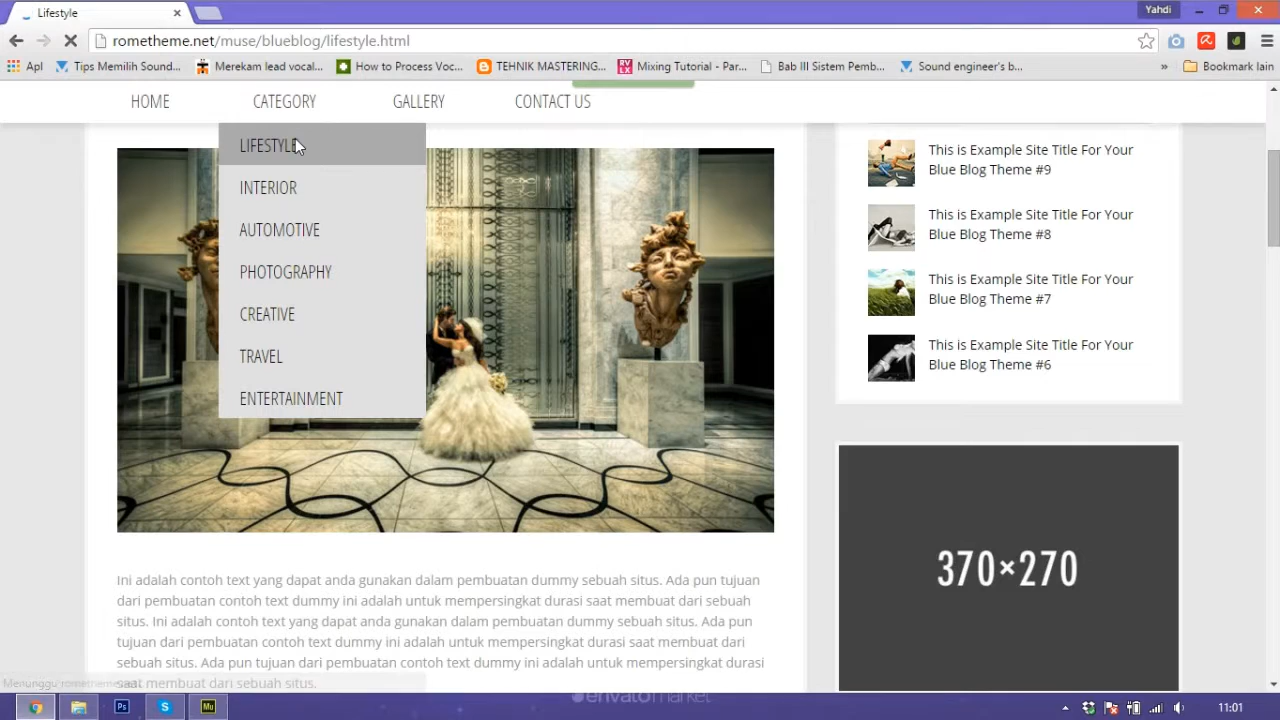 Lifestyle
Yahdi
rometheme.net/muse/blueblog/lifestyle.html
Apl
Tips Memilih Sound...
Merekam lead vocal...
How to Process Voc...
TEHNIK MASTERING...
Mixing Tutorial - Par...
Bab III Sistem Pemb...
Sound engineer's b...
»
Bookmark lain
HOME
CATEGORY
GALLERY
CONTACT US
LIFESTYLE
INTERIOR
AUTOMOTIVE
PHOTOGRAPHY
CREATIVE
TRAVEL
ENTERTAINMENT
This is Example Site Title For Your
Blue Blog Theme #9
This is Example Site Title For Your
Blue Blog Theme #8
This is Example Site Title For Your
Blue Blog Theme #7
This is Example Site Title For Your
Blue Blog Theme #6
370×270
Ini adalah contoh text yang dapat anda gunakan dalam pembuatan dummy sebuah situs. Ada pun tujuan
dari pembuatan contoh text dummy ini adalah untuk mempersingkat durasi saat membuat dari sebuah
situs. Ini adalah contoh text yang dapat anda gunakan dalam pembuatan dummy sebuah situs. Ada pun
tujuan dari pembuatan contoh text dummy ini adalah untuk mempersingkat durasi saat membuat dari
sebuah situs. Ada pun tujuan dari pembuatan contoh text dummy ini adalah untuk mempersingkat durasi
saat membuat dari sebuah situs.
Menunggu
envatomarket
Ps
S
Mu
11:01